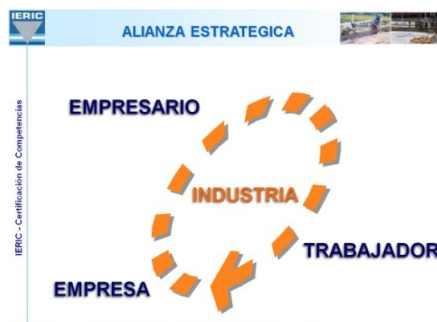 IERIC
ALIANZA ESTRATEGICA
IERIC - Certificación de Competencias
EMPRESARIO
INDUSTRIA
TRABAJADOR
EMPRESA